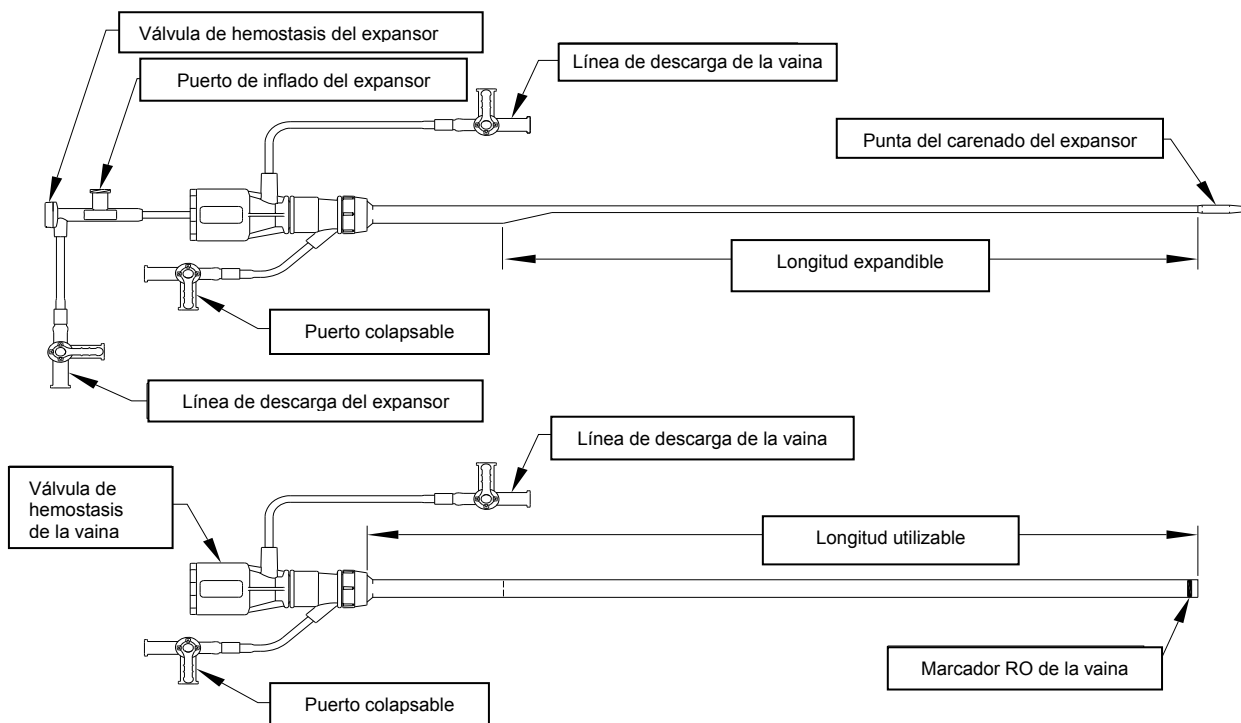 Válvula de hemostasis del expansor
Puerto de inflado del expansor
Línea de descarga de la vaina
Punta del carenado del expansor
Longitud expandible
Puerto colapsable
Línea de descarga del expansor
Línea de descarga de la vaina
Válvula de
hemostasis
de la vaina
Longitud utilizable
Marcador RO de la vaina
Puerto colapsable